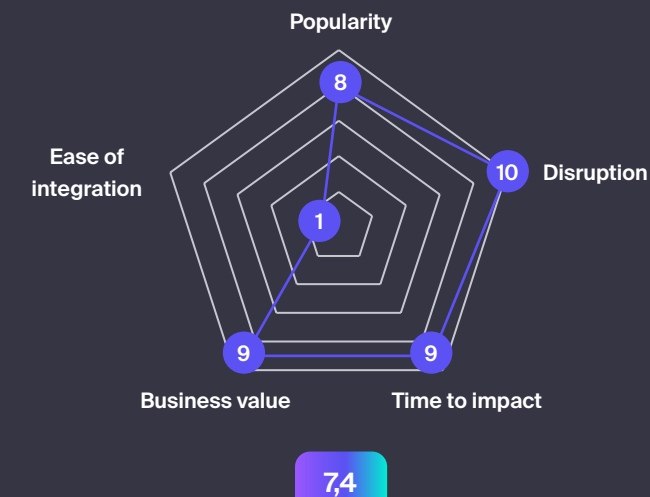 Popularity
8
Ease of
integration
10
Disruption
1
9
9
Business value
Time to impact
7,4